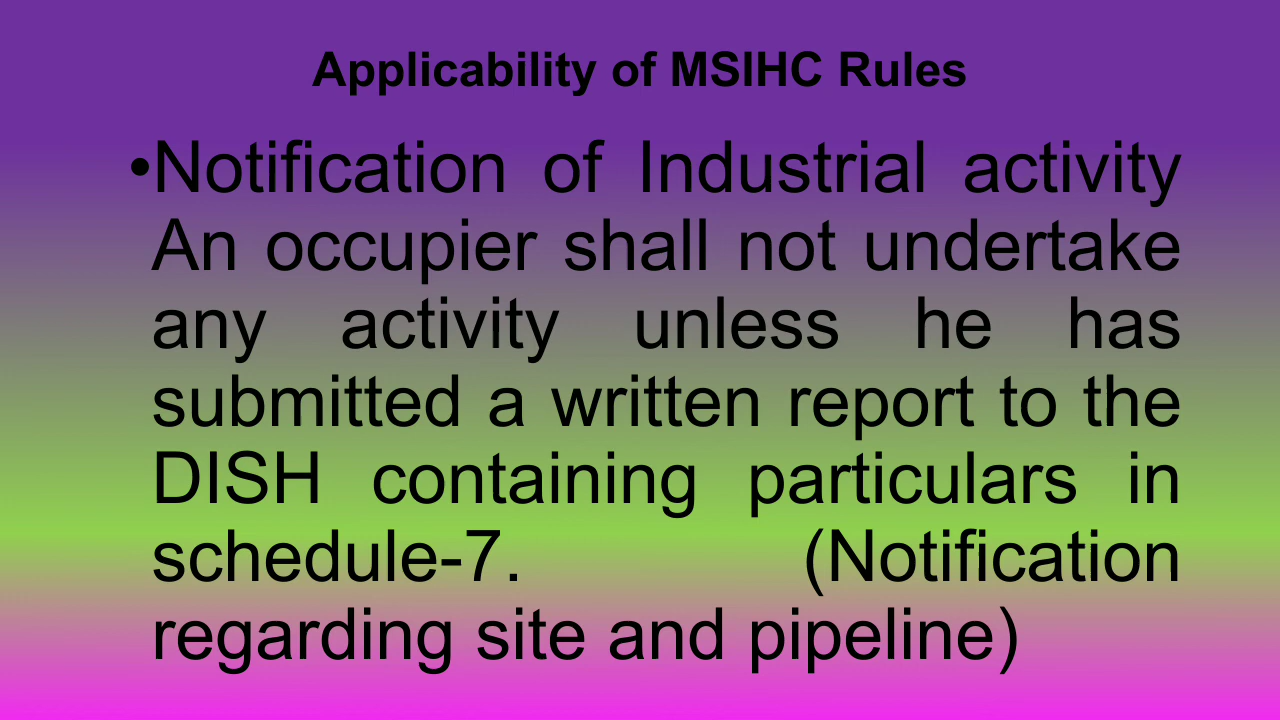 Applicability of MSIHC Rules
•Notification of Industrial activity
An occupier shall not undertake
any activity unless he has
submitted a written report to the
DISH containing particulars in
schedule-7. (Notification
regarding site and pipeline)